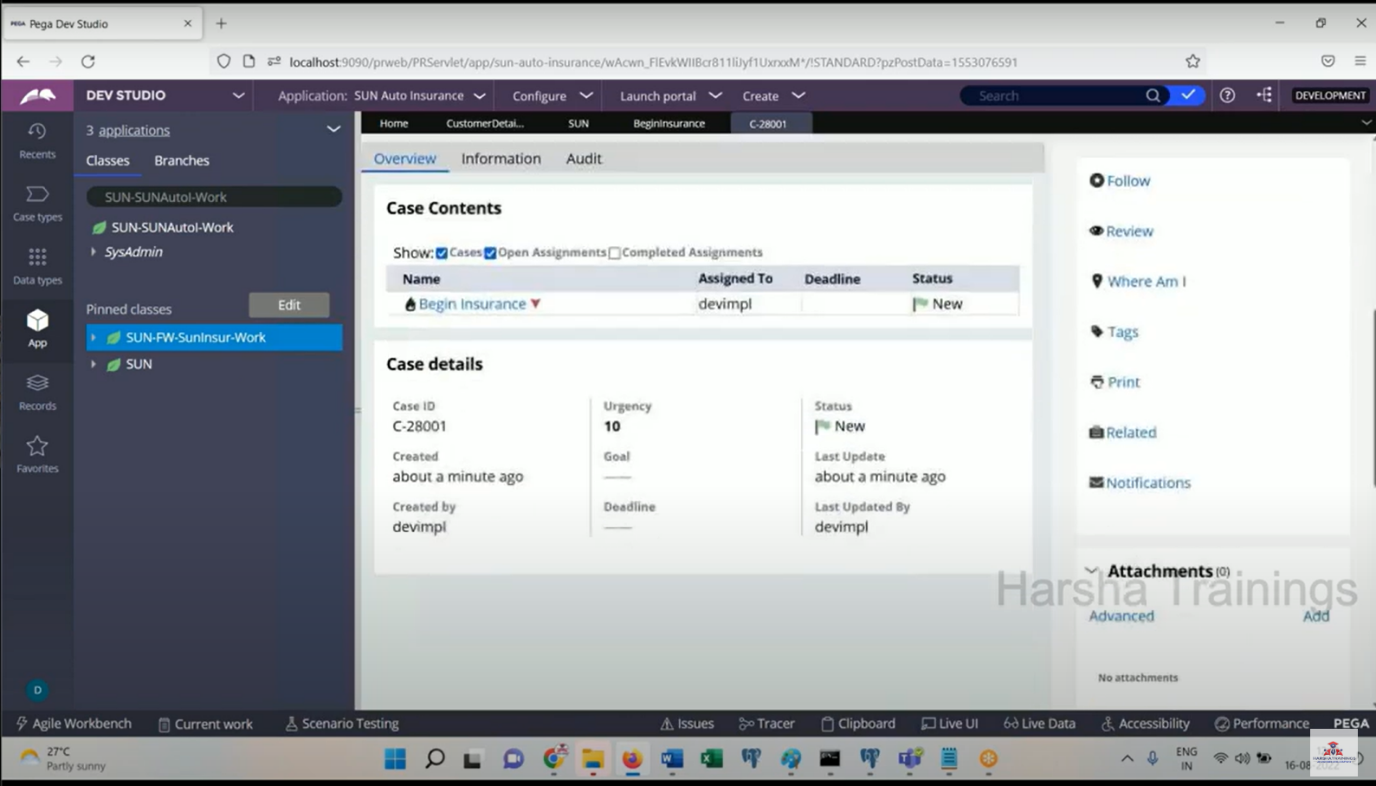 PEGA Pega Dev Studio
localhost:9090/prweb/PRServlet/app/sun-auto-insurance/
DEV STUDIO Application: SUN Auto Insurance Configure Launch portal Create Search DEVELOPMENT
3 applications Home CustomerDetai... SUN BeginInsurance C-28001
Recents
Classes Branches
Overview Information Audit
SUN-SUNAutoI-Work
Case types
SUN-SUNAutoI-Work
SysAdmin
Data types
Pinned classes Edit
App
SUN-FW-SunInsur-Work
SUN
Records
Favorites
D
Case Contents
Show: Cases Open Assignments Completed Assignments
Name Assigned To Deadline Status
Begin Insurance devimpl New
Case details
Case ID Urgency Status
C-28001 10 New
Created Goal Last Update
about a minute ago --- about a minute ago
Created by Deadline Last Updated By
devimpl --- devimpl
Follow
Review
Where Am I
Tags
Print
Related
Notifications
Attachments (0)
Harsha Trainings
Advanced Add
No attachments
Agile Workbench Current work Scenario Testing Issues Tracer Clipboard Live UI Live Data Accessibility Performance PEGA
27°C
Partly sunny
ENG
IN
16-08-2022